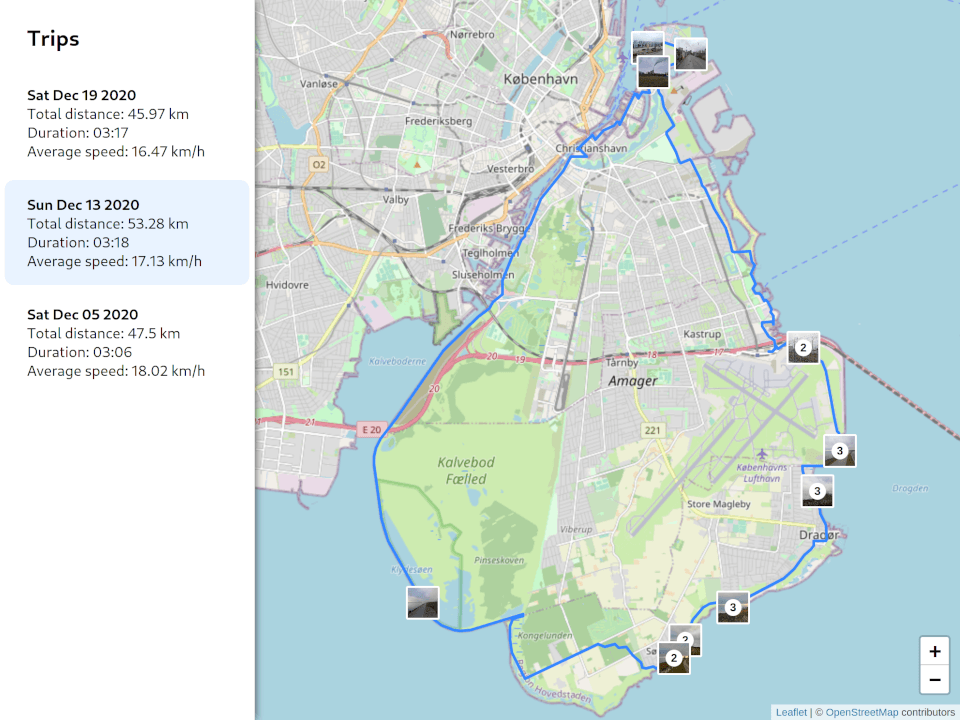 Trips
Sat Dec 19 2020
Total distance: 45.97 km
Duration: 03:17
Average speed: 16.47 km/h
Sun Dec 13 2020
Total distance: 53.28 km
Duration: 03:18
Average speed: 17.13 km/h
Sat Dec 05 2020
Total distance: 47.5 km
Duration: 03:06
Average speed: 18.02 km/h
Nørrebro
København
Vanløse
Frederiksberg
Christianshavn
O2
Vesterbro
Valby
Frederiks Brygge
Teglholmen
Sluseholmen
Hvidovre
Kastrup
2
Kalveboderne
20
19
18
17
Tårnby
151
Amager
20
21
21
E 20
221
3
Kalvebod
Fælled
Københavns
Lufthavn
3
Dragøen
Store Magleby
Viberup
Dragør
Pinseskoven
Klydesøen
3
Kongelunden
2
2
Region Hovedstaden
+
−
Leaflet | © OpenStreetMap contributors